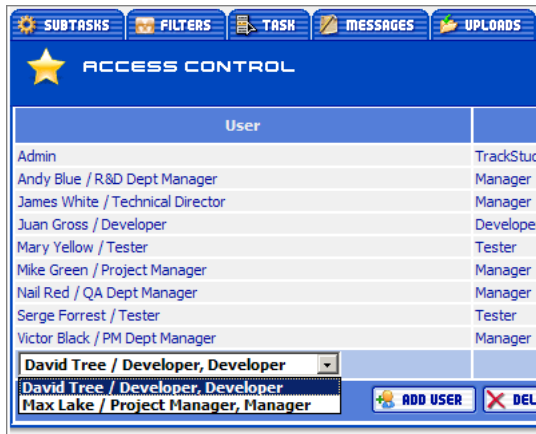 SUBTASKS FILTERS TASK MESSAGES UPLOADS
ACCESS CONTROL
User
Admin TrackStud
Andy Blue / R&D Dept Manager Manager
James White / Technical Director Manager
Juan Gross / Developer Develope
Mary Yellow / Tester Tester
Mike Green / Project Manager Manager
Nail Red / QA Dept Manager Manager
Serge Forrest / Tester Tester
Victor Black / PM Dept Manager Manager
David Tree / Developer, Developer
David Tree / Developer, Developer
Max Lake / Project Manager, Manager
ADD USER DEL